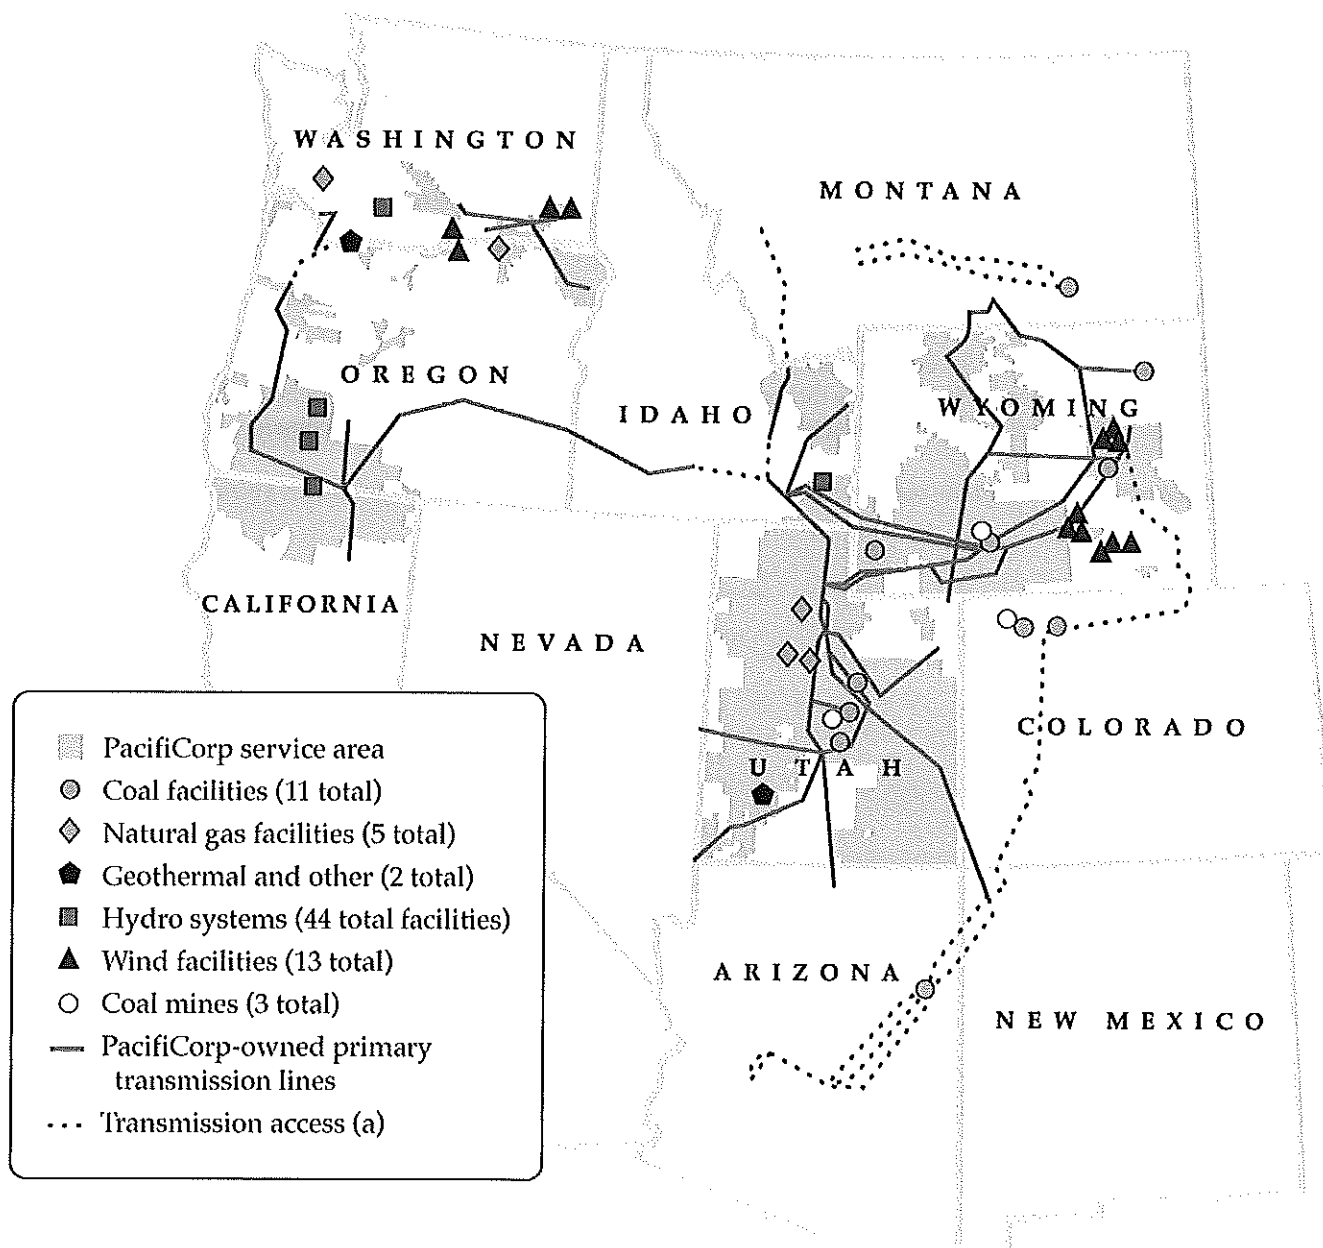 WASHINGTON
MONTANA
OREGON
IDAHO
WYOMING
CALIFORNIA
NEVADA
COLORADO
UTAH
ARIZONA
NEW MEXICO
PacifiCorp service area
Coal facilities (11 total)
Natural gas facilities (5 total)
Geothermal and other (2 total)
Hydro systems (44 total facilities)
Wind facilities (13 total)
Coal mines (3 total)
PacifiCorp-owned primary
transmission lines
Transmission access (a)